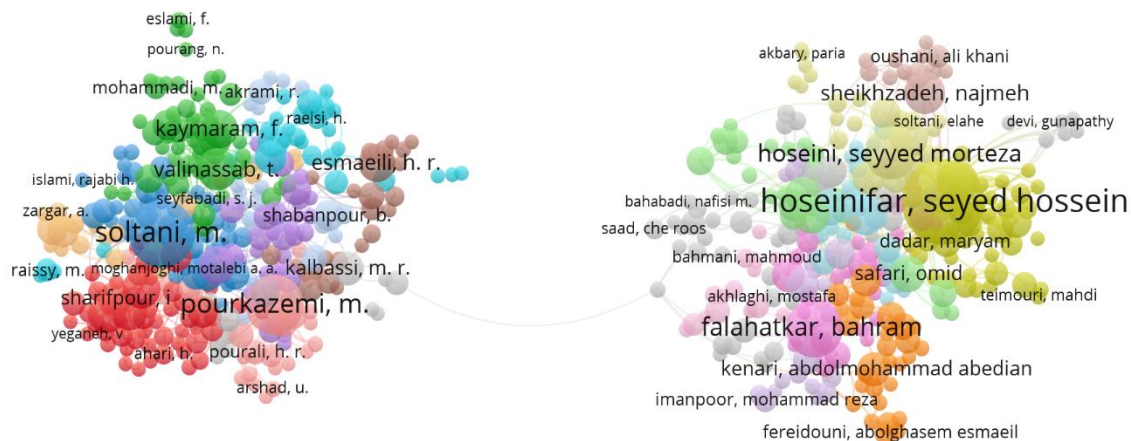 eslami, f.
pourang, n.
mohammadi, m.
akrami, r.
raeisi, h.
kaymaram, f.
valinassab, t.
esmaeili, h. r.
islami, rajabi h.
seyfabadi, s. j.
zargar, a.
shabanpour, b.
soltani, m.
raissy, m.
moghanjoghi, motalebi a. a.
kalbassi, m. r.
sharifpour, i
pourkazemi, m.
yeganeh, v
ahari, h.
pourali, h. r.
arshad, u.
akbary, paria
oushani, ali khani
sheikhzadeh, najmeh
soltani, elahe
devi, gunapathy
hoseini, seyyed morteza
bahabadi, nafisi m.
hoseinifar, seyed hossein
saad, che roos
dadar, maryam
bahmani, mahmoud
safari, omid
akhlaghi, mostafa
teimouri, mahdi
falahatkar, bahram
kenari, abdolmohammad abedian
imanpoor, mohammad reza
fereidouni, abolghasem esmaeil